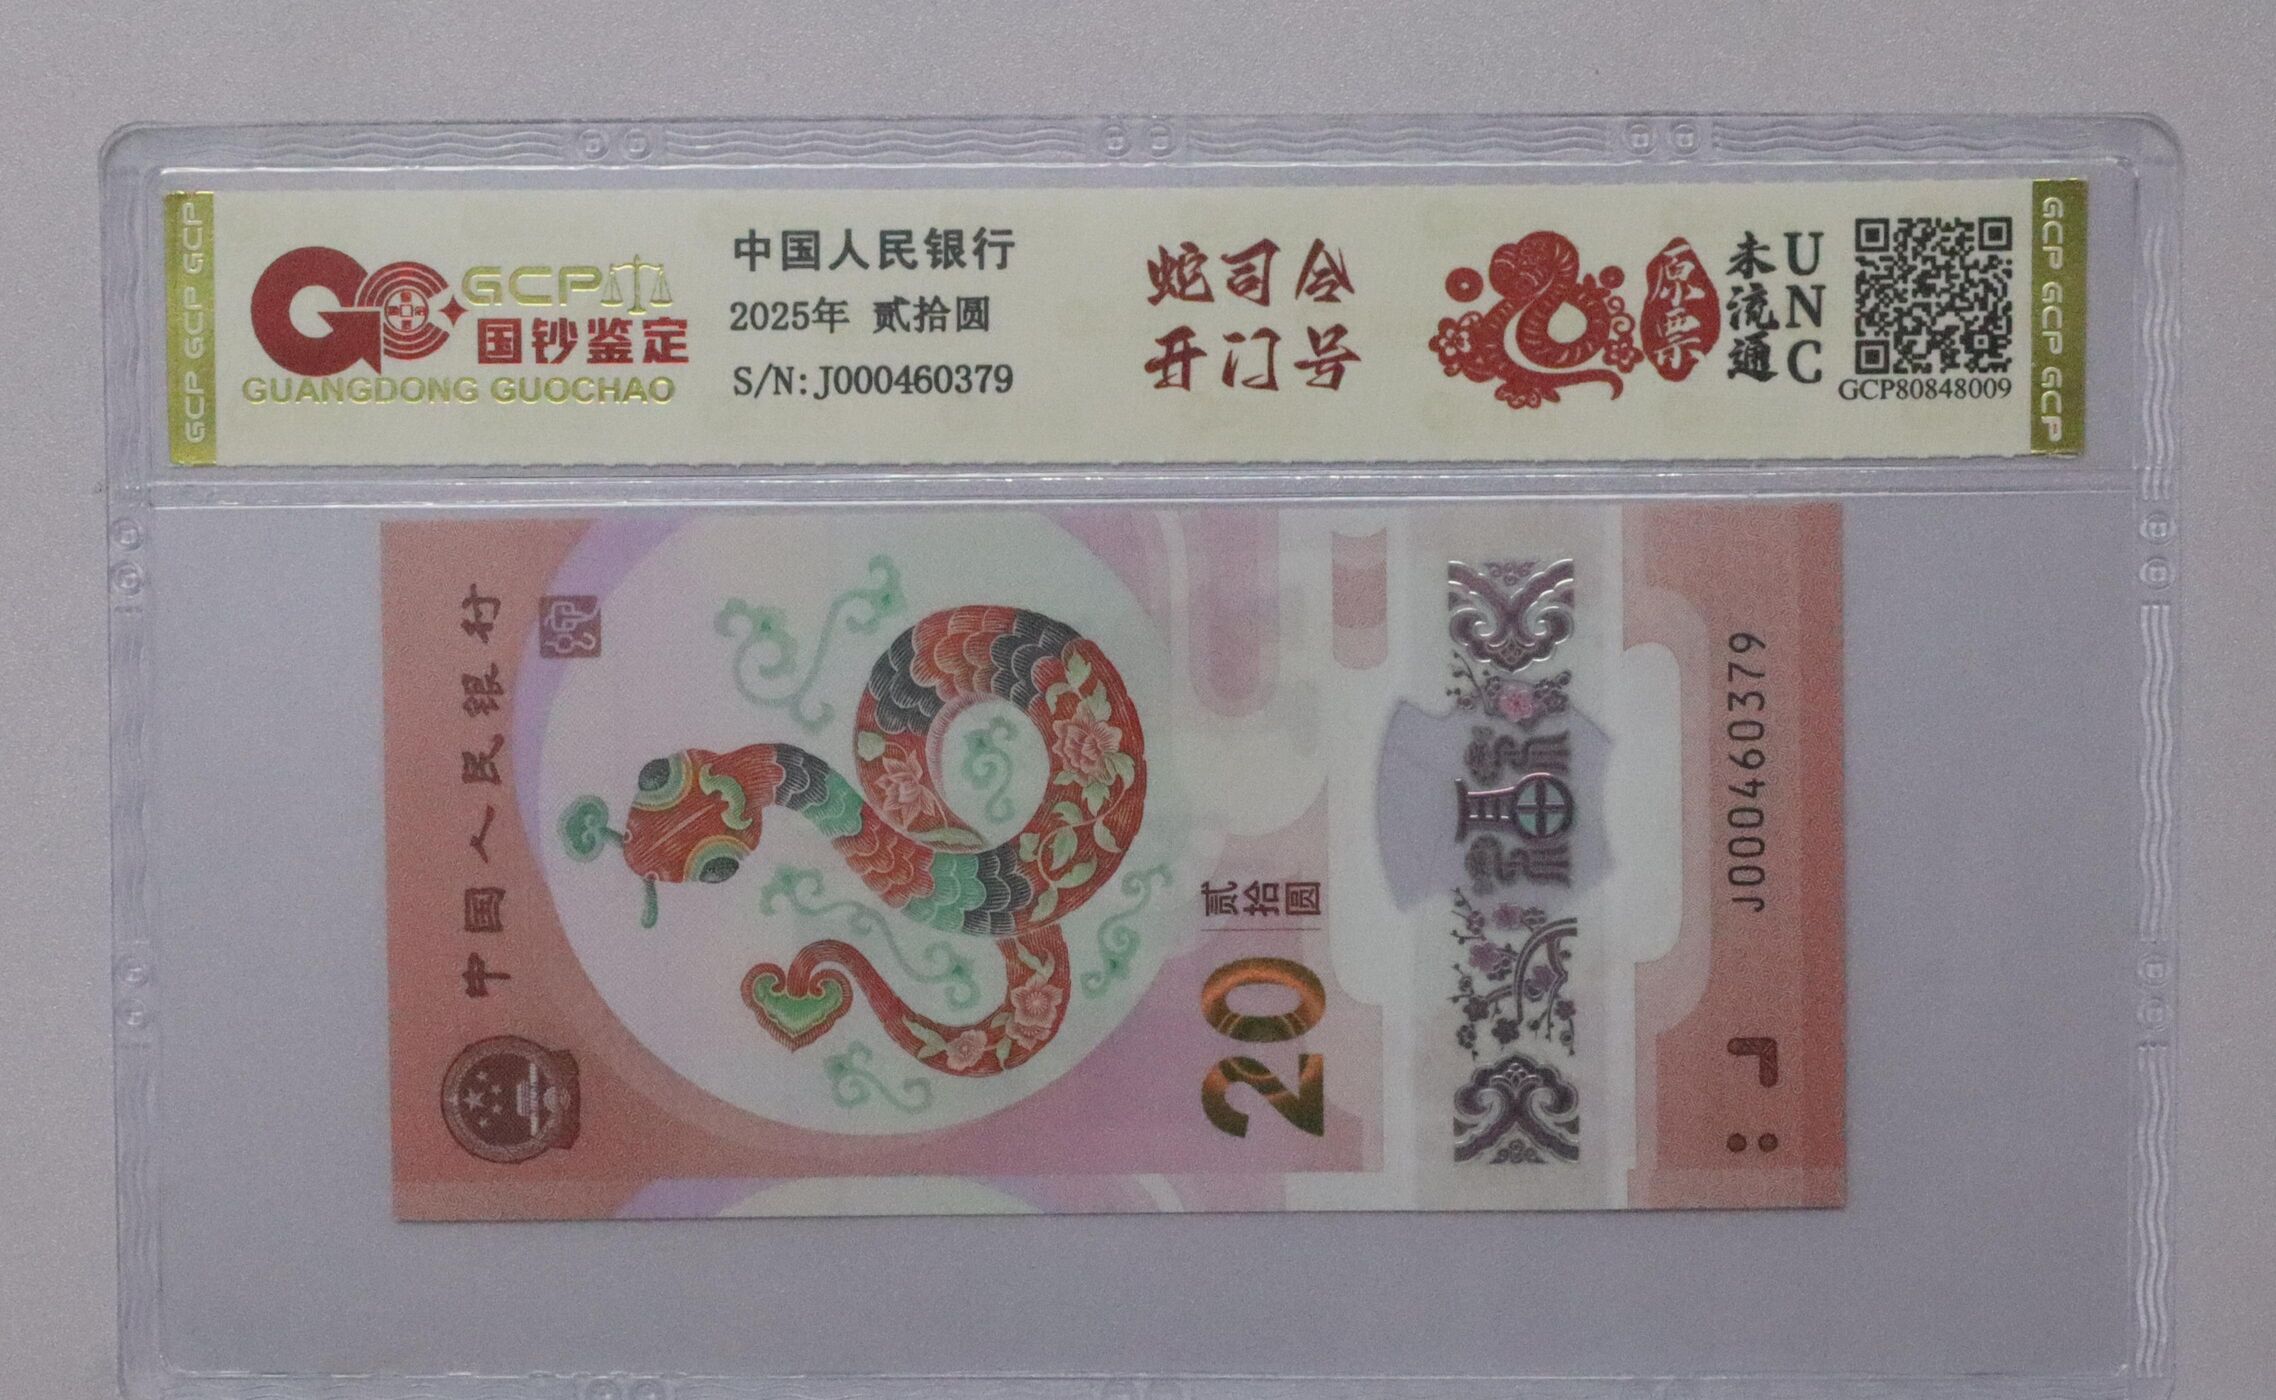 GCP GCP GCP
GCP
国钞鉴定
GUANGDONG GUOCHAO
中国人民银行
2025年 贰拾圆
S/N:J000460379
蛇司令
开门号
原票
未流通
UNC
GCP80848009
GCP GCP GCP
中国人民银行
贰拾圆
20
福
J000460379